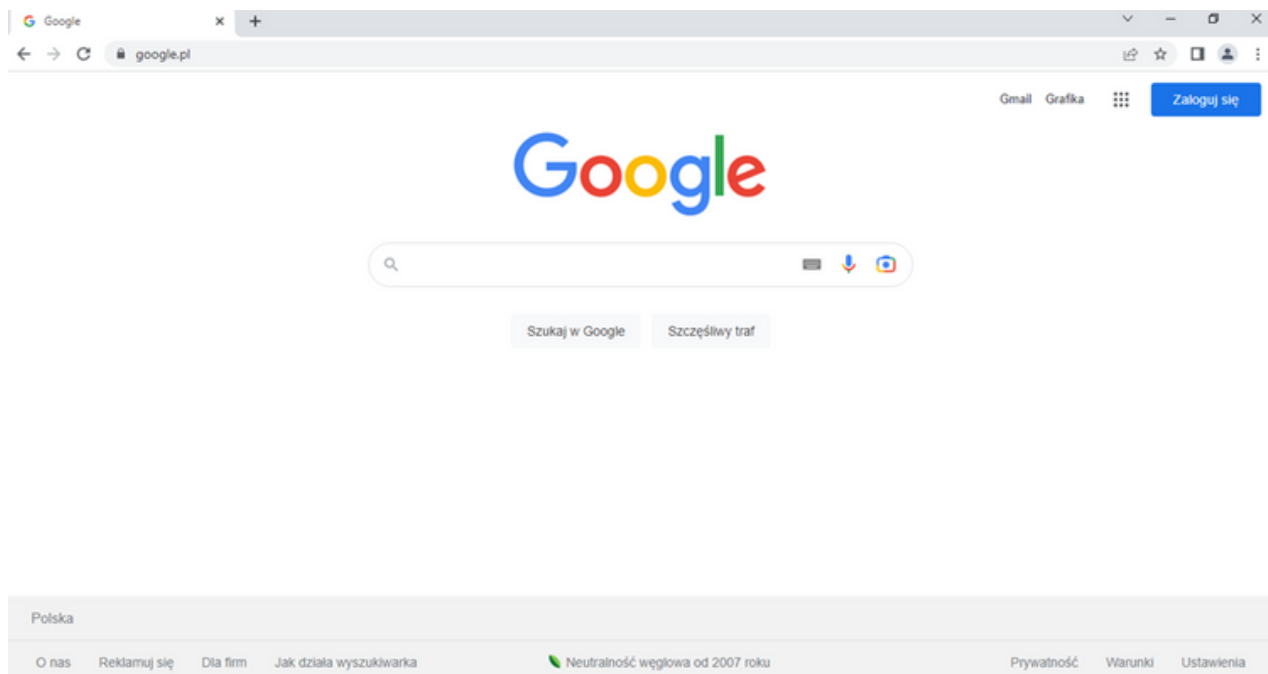 Google
google.pl
Gmail Grafika Zaloguj się
Google
Szukaj w Google Szczęśliwy traf
Polska
O nas Reklamuj się Dla firm Jak działa wyszukiwarka Neutralność węglowa od 2007 roku Prywatność Warunki Ustawienia